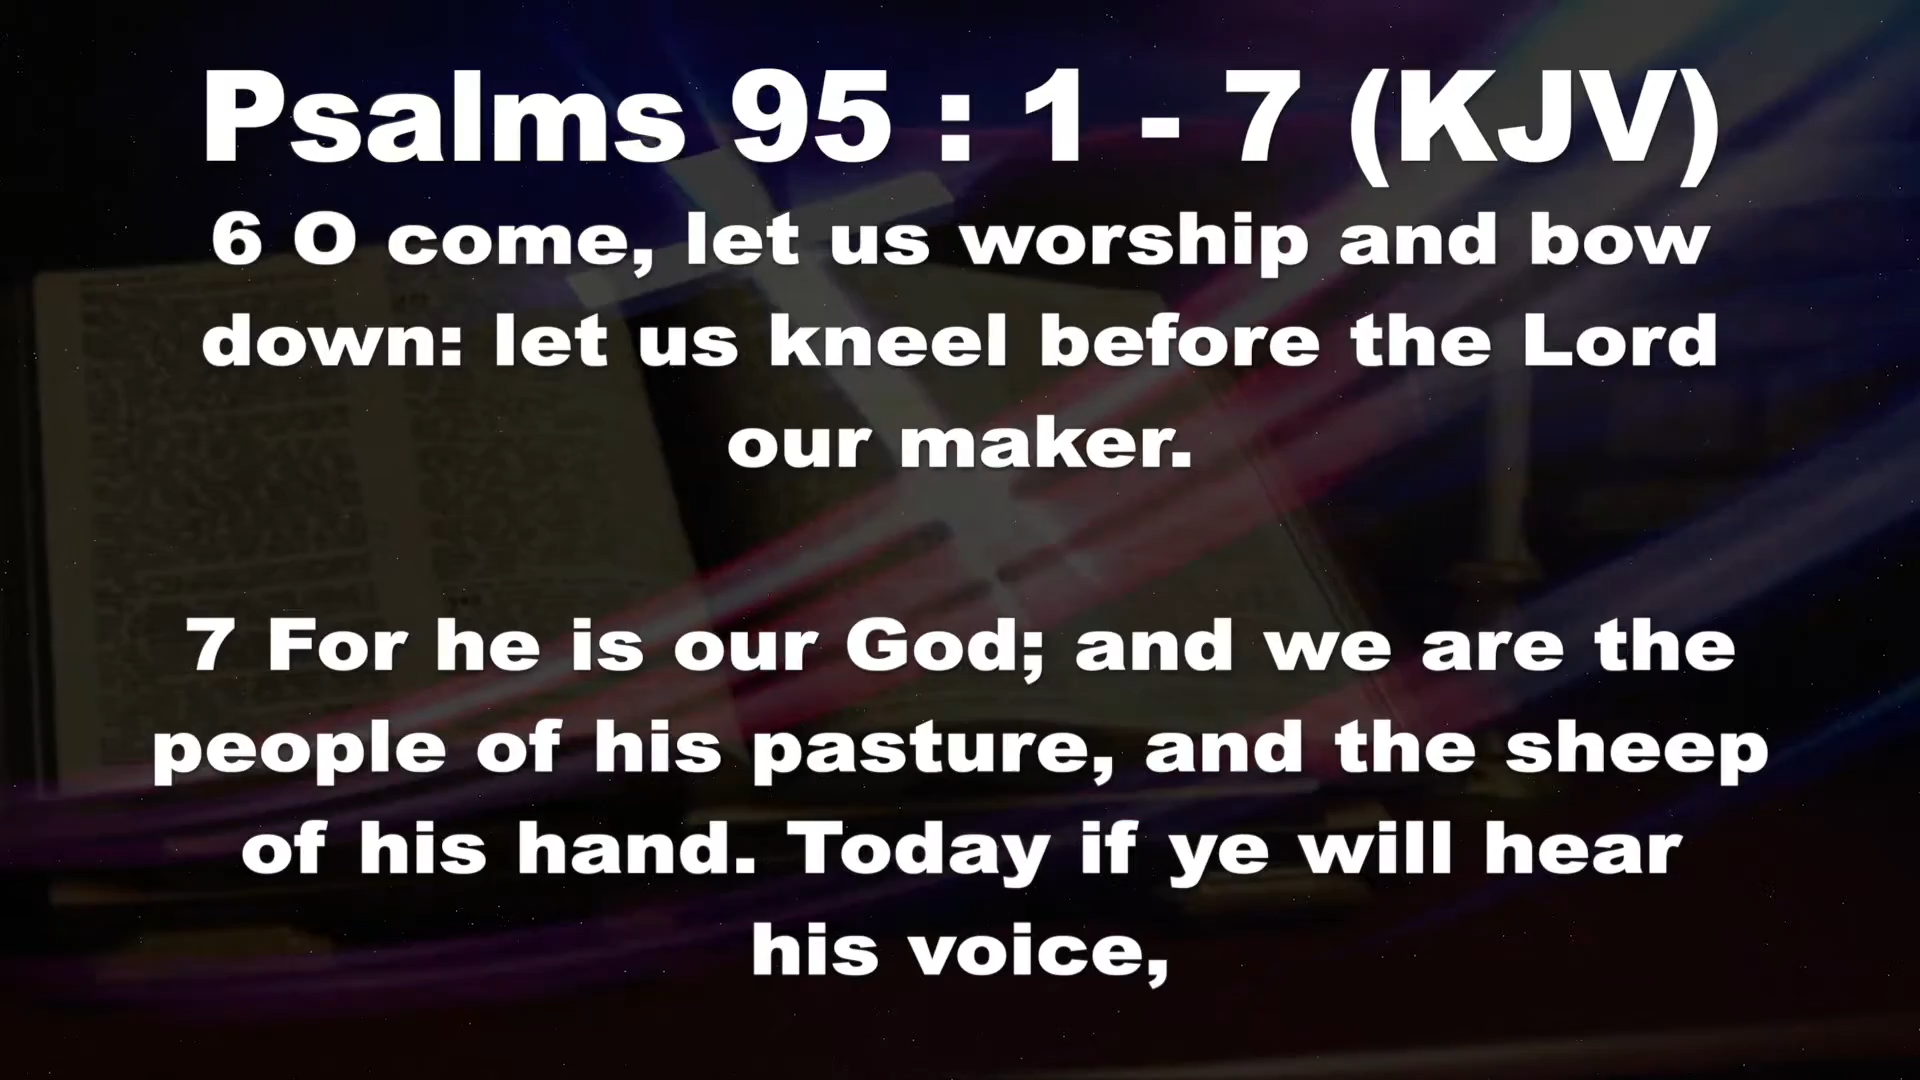 Psalms 95 : 1 - 7 (KJV)
6 O come, let us worship and bow
down: let us kneel before the Lord
our maker.
7 For he is our God; and we are the
people of his pasture, and the sheep
of his hand. Today if ye will hear
his voice,